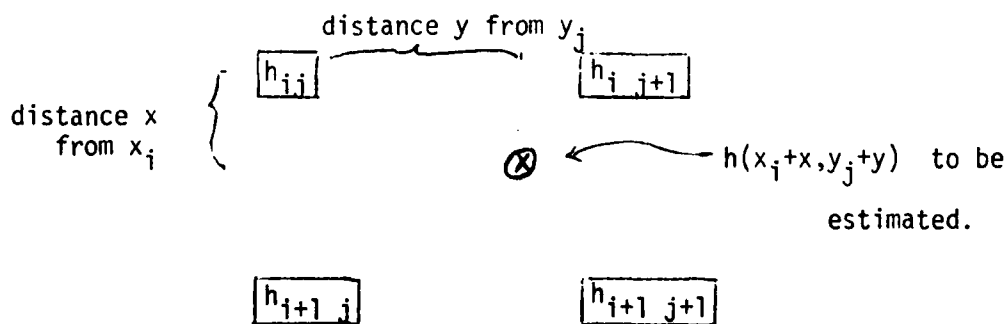 distance y from y_j
h_ij
h_i j+1
distance x
from x_i
h(x_i+x,y_j+y) to be
estimated.
h_i+1 j
h_i+1 j+1